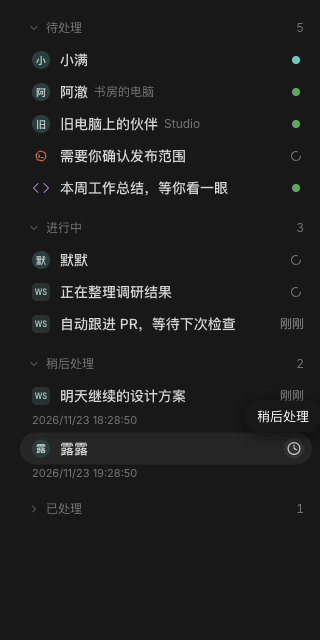 待处理 5
小 小满
阿 阿澈 书房的电脑
旧 旧电脑上的伙伴 Studio
需要你确认发布范围
本周工作总结，等你看一眼
进行中 3
默 默默
WS 正在整理调研结果
WS 自动跟进 PR，等待下次检查 刚刚
稍后处理 2
WS 明天继续的设计方案 刚刚
2026/11/23 18:28:50
稍后处理
露 露露
2026/11/23 19:28:50
已处理 1